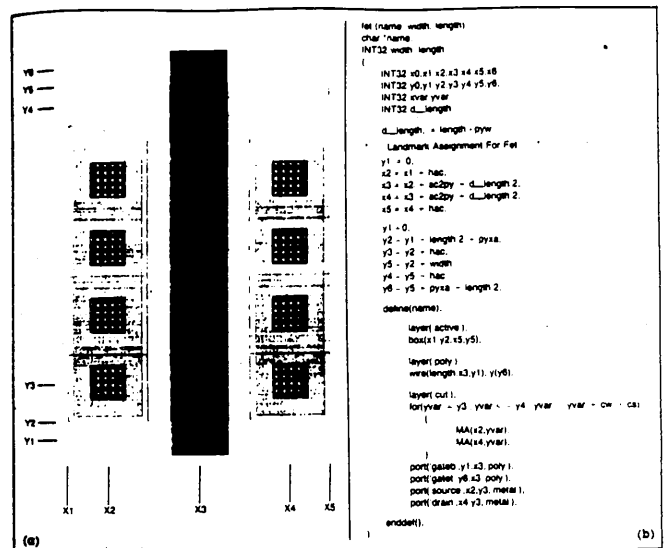 Y6
Y5
Y4
Y3
Y2
Y1
X1 X2 X3 X4 X5
(a)
fet (name, width, length)
char *name
INT32 width length
{
INT32 x0,x1 x2,x3 x4 x5,x6
INT32 y0,y1 y2 y3 y4 y5,y6,
INT32 xvar yvar
INT32 d__length
d__length, = length - pyw
Landmark Assignment For Fet
y1 = 0,
x2 = x1 - hac,
x3 = x2 - ac2py - d__length 2,
x4 = x3 - ac2py - d__length 2,
x5 = x4 - hac,
y1 - 0,
y2 - y1 - length 2 - pyxa,
y3 - y2 - hac,
y5 - y2 - width
y4 - y5 - hac
y6 - y5 - pyxa - length 2,
define(name),
layer( active ),
box(x1 y2,x5,y5),
layer( poly )
wire(length x3,y1), y(y6),
layer( cut ),
for(yvar - y3 yvar < - y4 yvar yvar - cw - cs)
{
MA(x2,yvar)
MA(x4,yvar),
}
port('gateb ,y1,x3, poly ),
port('gatet y6,x3 poly ),
port( source ,x2,y3, metal ),
port( drain ,x4 y3, metal ),
enddef(),
}
(b)